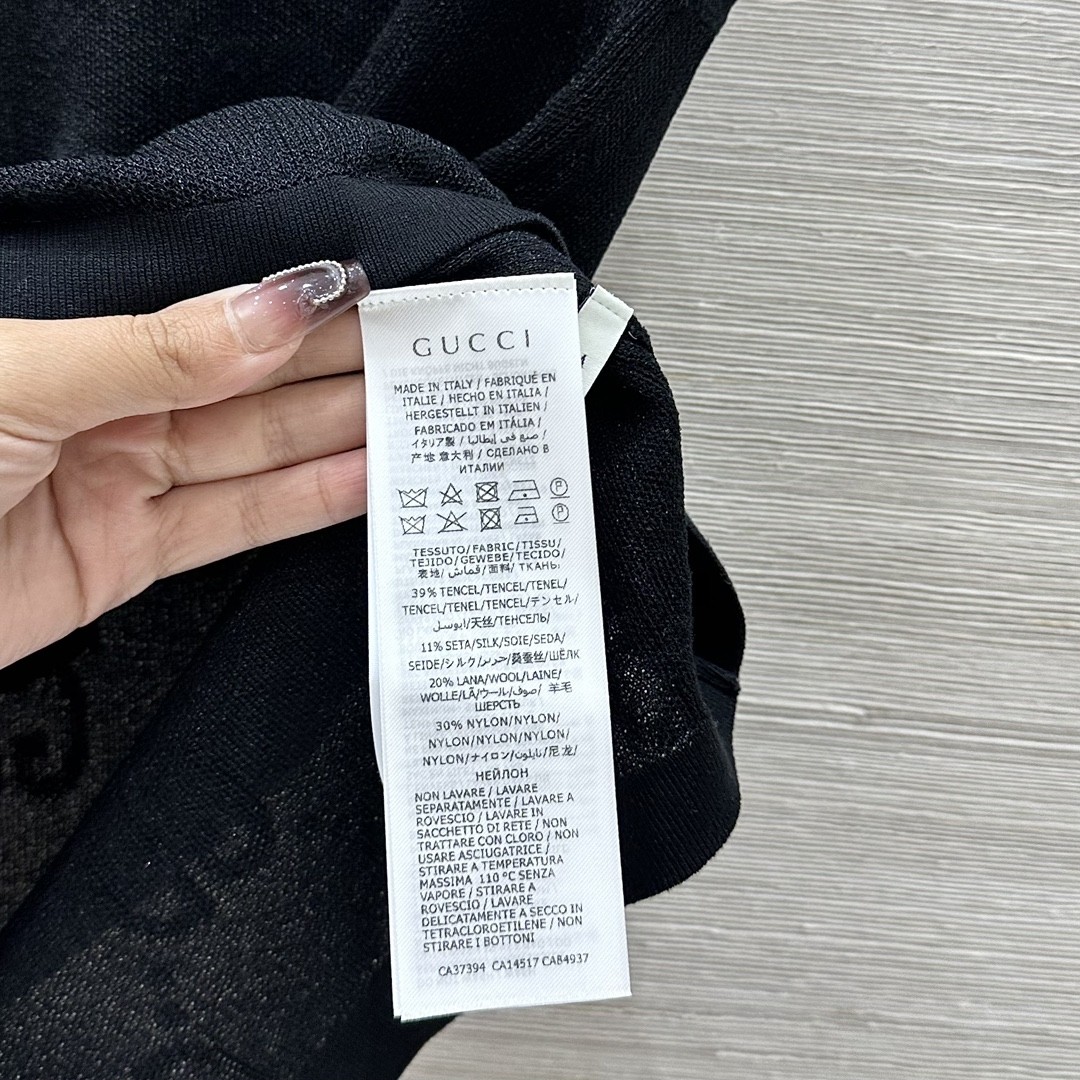 GUCCI
MADE IN ITALY / FABRIQUÉ EN
ITALIE / HECHO EN ITALIA /
HERGESTELLT IN ITALIEN /
FABRICADO EM ITÁLIA /
イタリア製 / صنع في إيطاليا /
产地 意大利 / СДЕЛАНО В
ИТАЛИИ
TESSUTO/FABRIC/TISSU/
TEJIDO/GEWEBE/TECIDO/
表地/ قماش/ 面料/ ТКАНЬ:
39% TENCEL/TENCEL/TENEL/
TENCEL/TENEL/TENCEL/テンセル/
ايوسل/天丝/ТЕНСЕЛЬ/
11% SETA/SILK/SOIE/SEDA/
SEIDE/シルク/حرير/桑蚕丝/ШЁЛК
20% LANA/WOOL/LAINE/
WOLLE/LÃ/ウール/صوف/ 羊毛
ШЕРСТЬ
30% NYLON/NYLON/
NYLON/NYLON/NYLON/
NYLON/ナイロン/نايلون/尼龙/
НЕЙЛОН
NON LAVARE / LAVARE
SEPARATAMENTE / LAVARE A
ROVESCIO / LAVARE IN
SACCHETTO DI RETE / NON
TRATTARE CON CLORO / NON
USARE ASCIUGATRICE /
STIRARE A TEMPERATURA
MASSIMA 110 °C SENZA
VAPORE / STIRARE A
ROVESCIO / LAVARE
DELICATAMENTE A SECCO IN
TETRACLOROETILENE / NON
STIRARE I BOTTONI
CA37394 CA14517 CAB4937